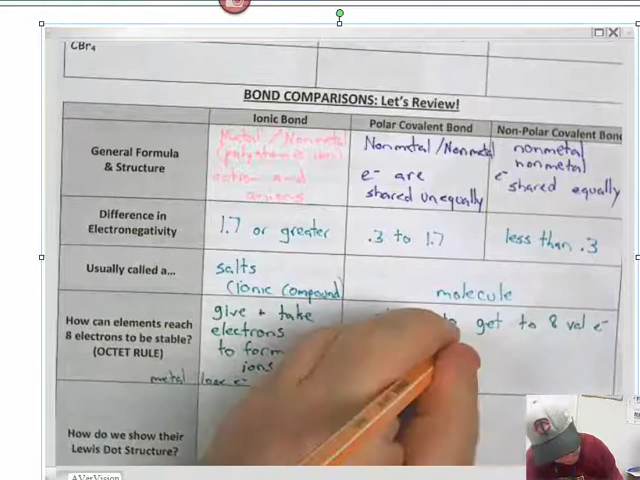 CBr₄
BOND COMPARISONS: Let's Review!
Ionic Bond
Polar Covalent Bond
Non-Polar Covalent Bond
General Formula
& Structure
Metal / Nonmetal
(polyatomic ion)
cation and
anions
Nonmetal / Nonmetal
e⁻ are
shared unequally
nonmetal
nonmetal
e⁻ shared equally
Difference in
Electronegativity
1.7 or greater
.3 to 1.7
less than .3
Usually called a...
salts
(ionic compound)
molecule
How can elements reach
8 electrons to be stable?
(OCTET RULE)
give + take
electrons
to form
ions
metal lose e⁻
to get to 8 val e⁻
How do we show their
Lewis Dot Structure?
AVerVision